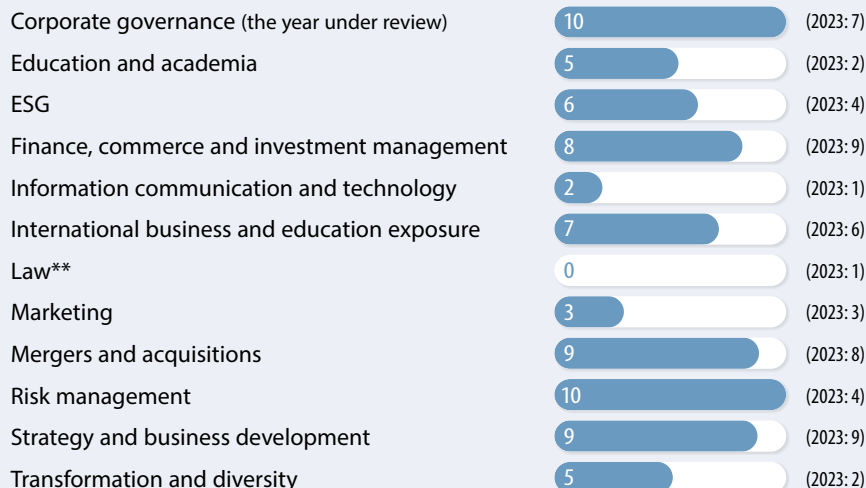 Corporate governance (the year under review) 10 (2023: 7)
Education and academia 5 (2023: 2)
ESG 6 (2023: 4)
Finance, commerce and investment management 8 (2023: 9)
Information communication and technology 2 (2023: 1)
International business and education exposure 7 (2023: 6)
Law** 0 (2023: 1)
Marketing 3 (2023: 3)
Mergers and acquisitions 9 (2023: 8)
Risk management 10 (2023: 4)
Strategy and business development 9 (2023: 9)
Transformation and diversity 5 (2023: 2)